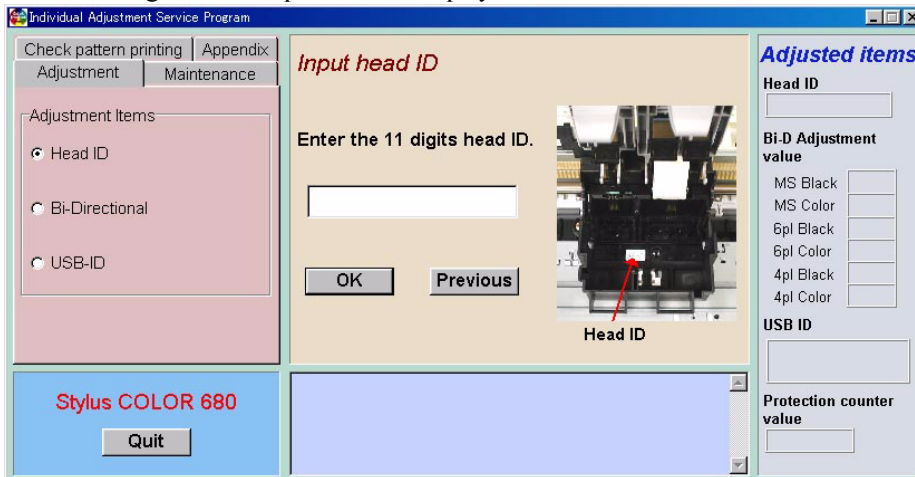 Individual Adjustment Service Program
Check pattern printing
Appendix
Adjustment
Maintenance
Adjustment Items
Head ID
Bi-Directional
USB-ID
Stylus COLOR 680
Quit
Input head ID
Enter the 11 digits head ID.
OK
Previous
Head ID
Adjusted items
Head ID
Bi-D Adjustment
value
MS Black
MS Color
6pl Black
6pl Color
4pl Black
4pl Color
USB ID
Protection counter
value